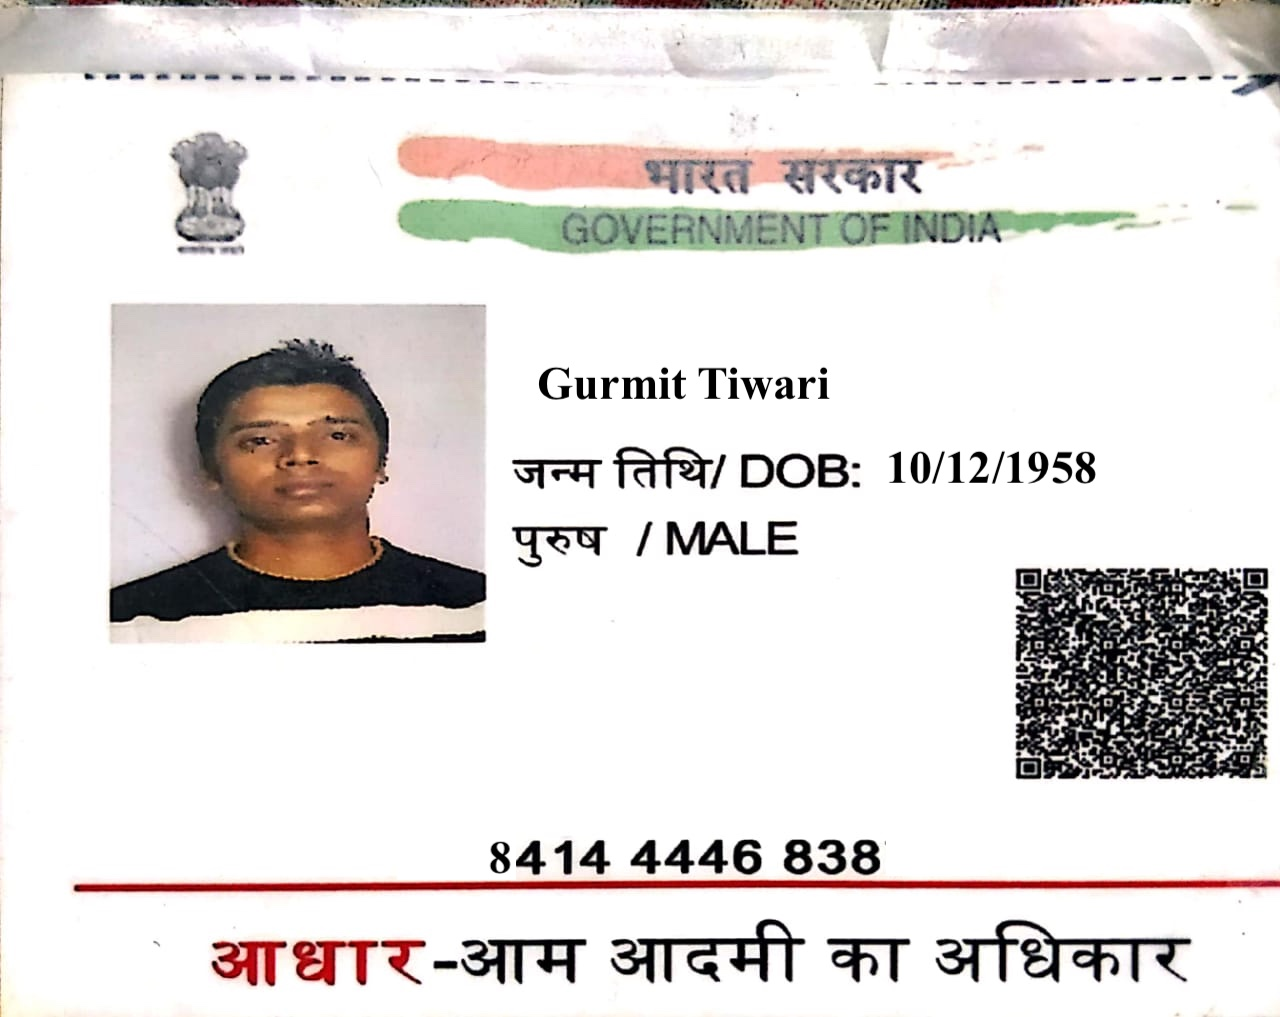 भारत सरकार
GOVERNMENT OF INDIA
Gurmit Tiwari
जन्म तिथि/ DOB: 10/12/1958
पुरुष / MALE
8414 4446 838
आधार-आम आदमी का अधिकार